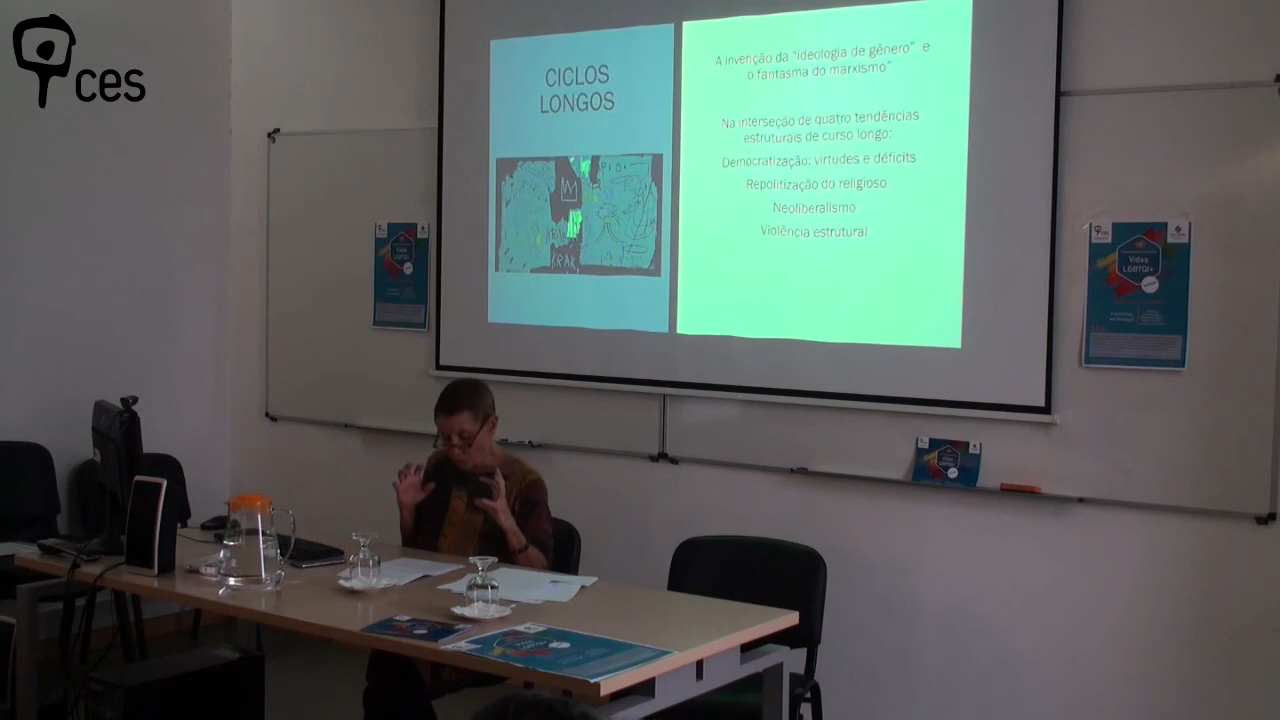 ces
CICLOS
LONGOS
A invenção da "ideologia de gênero" e
o fantasma do marxismo"
Na interseção de quatro tendências
estruturais de curso longo:
Democratização: virtudes e déficits
Repolitização do religioso
Neoliberalismo
Violência estrutural
KRAK
Vidas
LGBTQI+